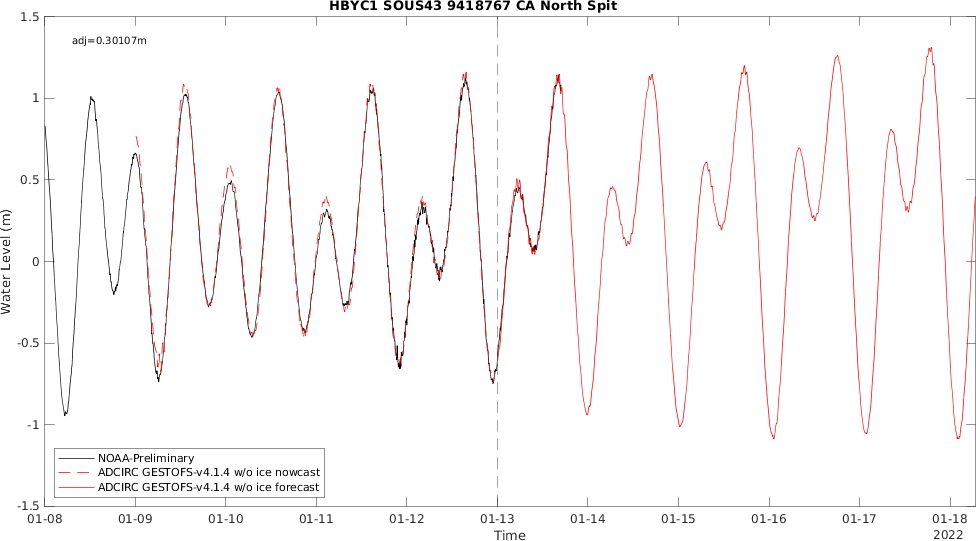 HBYC1 SOUS43 9418767 CA North Spit
adj=0.30107m
1.5
1
0.5
0
-0.5
-1
-1.5
Water Level (m)
NOAA-Preliminary
ADCIRC GESTOFS-v4.1.4 w/o ice nowcast
ADCIRC GESTOFS-v4.1.4 w/o ice forecast
01-08 01-09 01-10 01-11 01-12 01-13 01-14 01-15 01-16 01-17 01-18
2022
Time